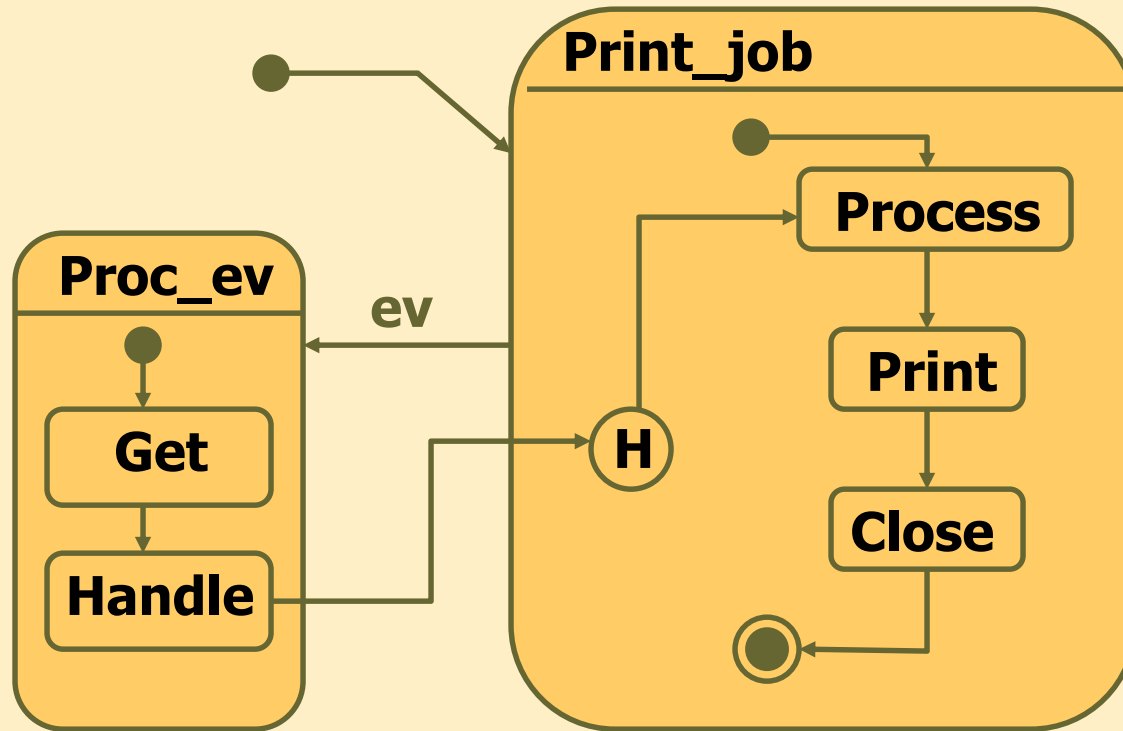 Print_job
Process
Proc_ev
ev
Print
Get
H
Close
Handle